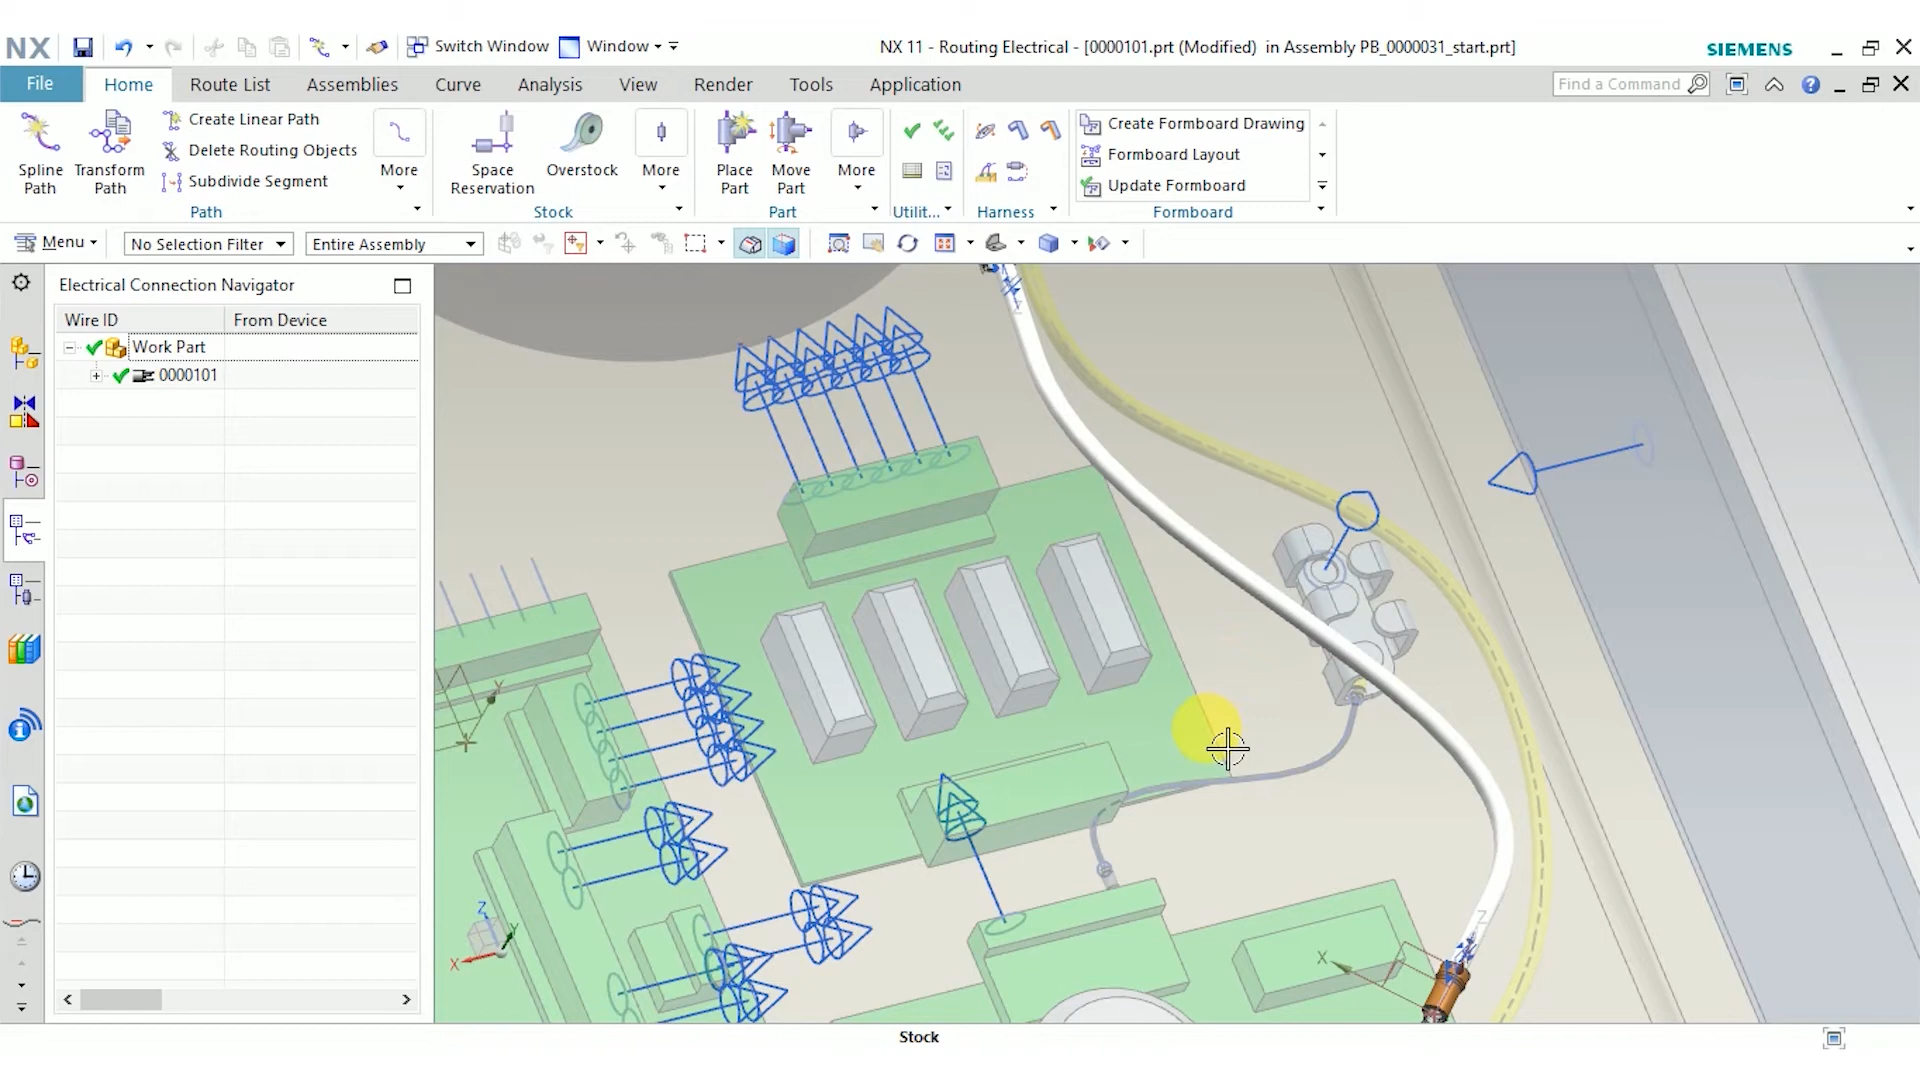 NX
Switch Window
Window
NX 11 - Routing Electrical - [0000101.prt (Modified)  in Assembly PB_0000031_start.prt]
SIEMENS
File
Home
Route List
Assemblies
Curve
Analysis
View
Render
Tools
Application
Find a Command
Spline Path
Transform Path
Create Linear Path
Delete Routing Objects
Subdivide Segment
More
Path
Space Reservation
Overstock
More
Stock
Place Part
Move Part
More
Part
Utilit...
Harness
Create Formboard Drawing
Formboard Layout
Update Formboard
Formboard
Menu
No Selection Filter
Entire Assembly
Electrical Connection Navigator
Wire ID
From Device
Work Part
0000101
Z
Y
X
Z
Y
X
Z
X
Stock